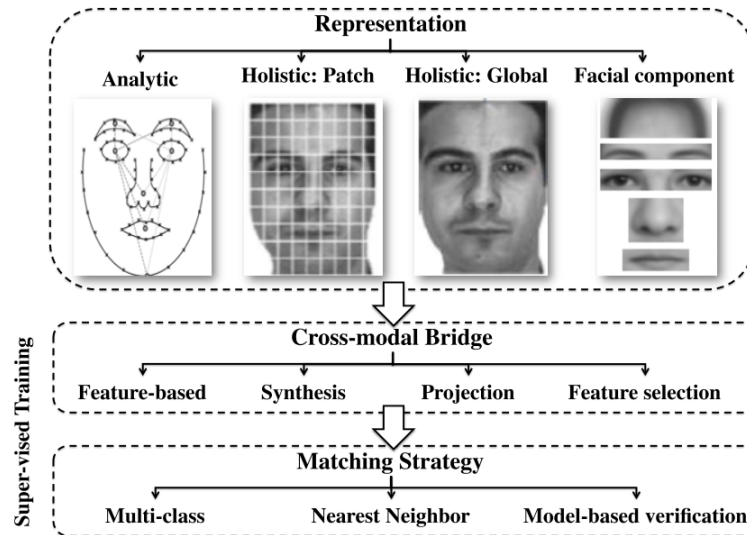 Representation
Analytic
Holistic: Patch
Holistic: Global
Facial component
Cross-modal Bridge
Feature-based
Synthesis
Projection
Feature selection
Super-vised Training
Matching Strategy
Multi-class
Nearest Neighbor
Model-based verification